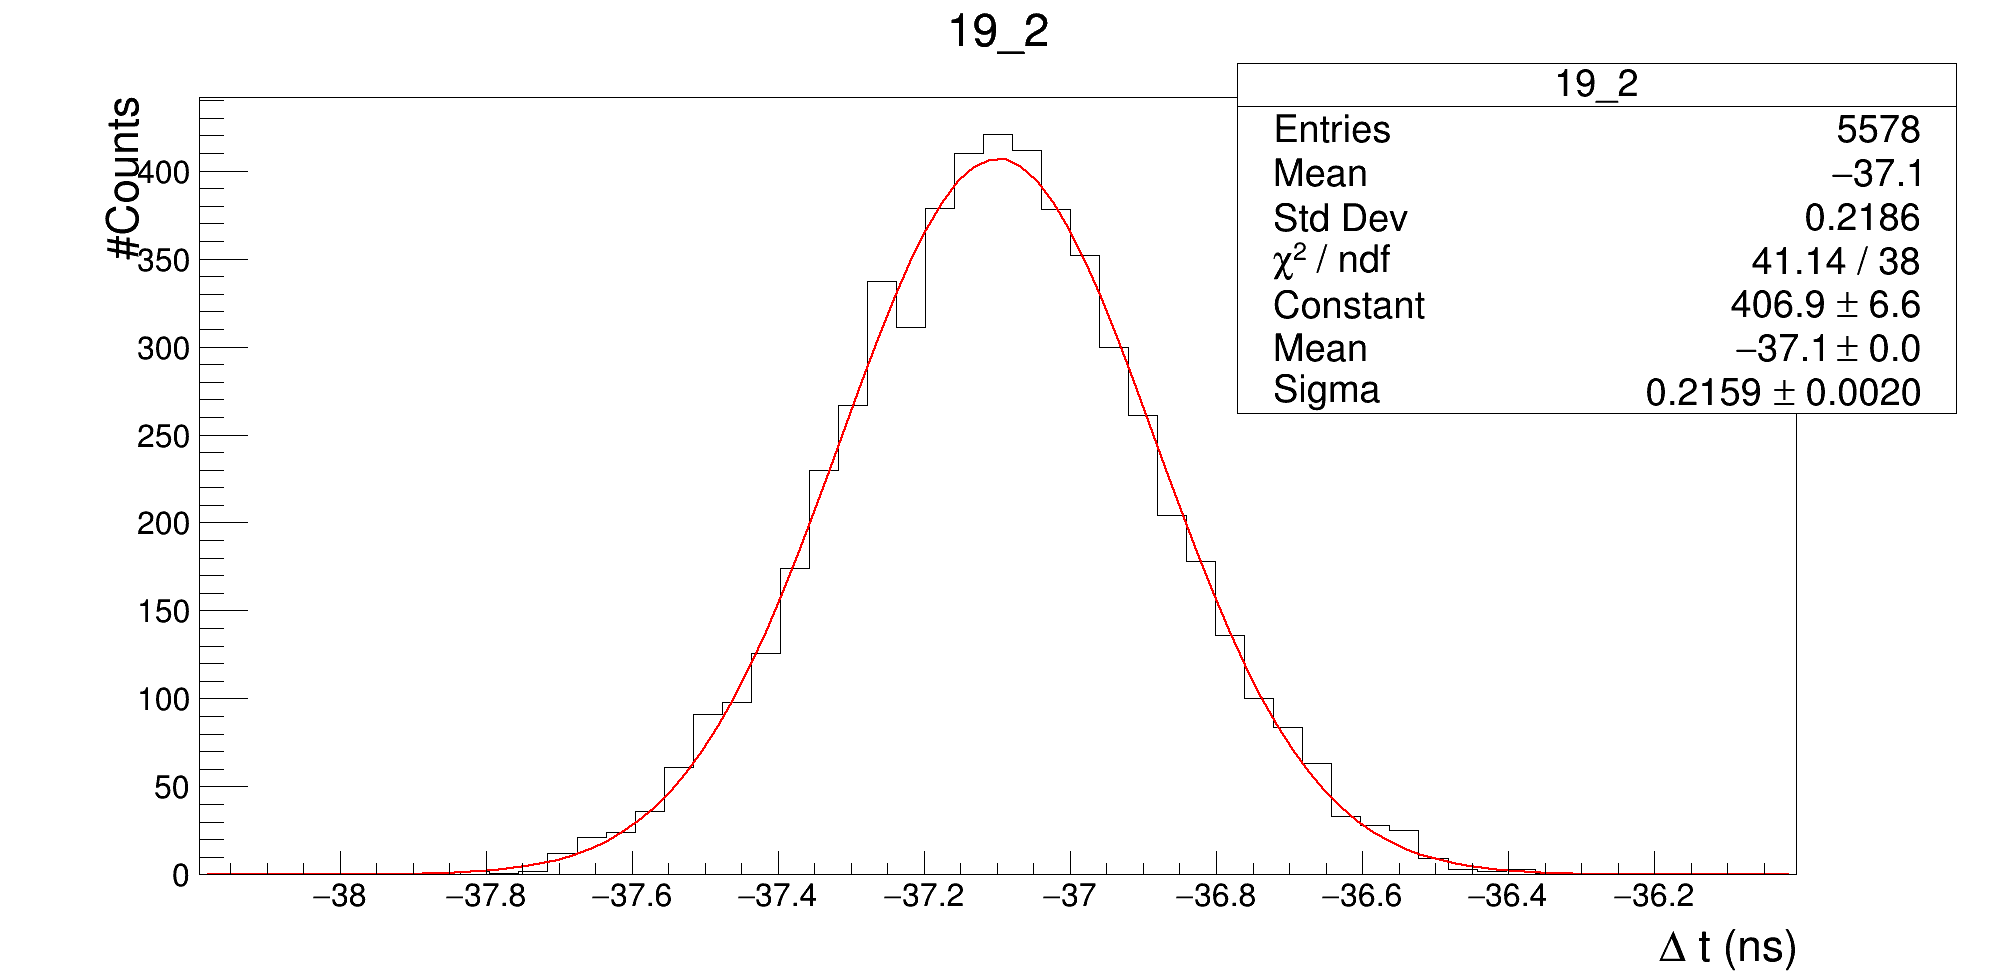 19_2
19_2
Entries 5578
Mean −37.1
Std Dev 0.2186
χ² / ndf 41.14 / 38
Constant 406.9 ± 6.6
Mean −37.1 ± 0.0
Sigma 0.2159 ± 0.0020
#Counts
400
350
300
250
200
150
100
50
0
−38 −37.8 −37.6 −37.4 −37.2 −37 −36.8 −36.6 −36.4 −36.2
Δ t (ns)